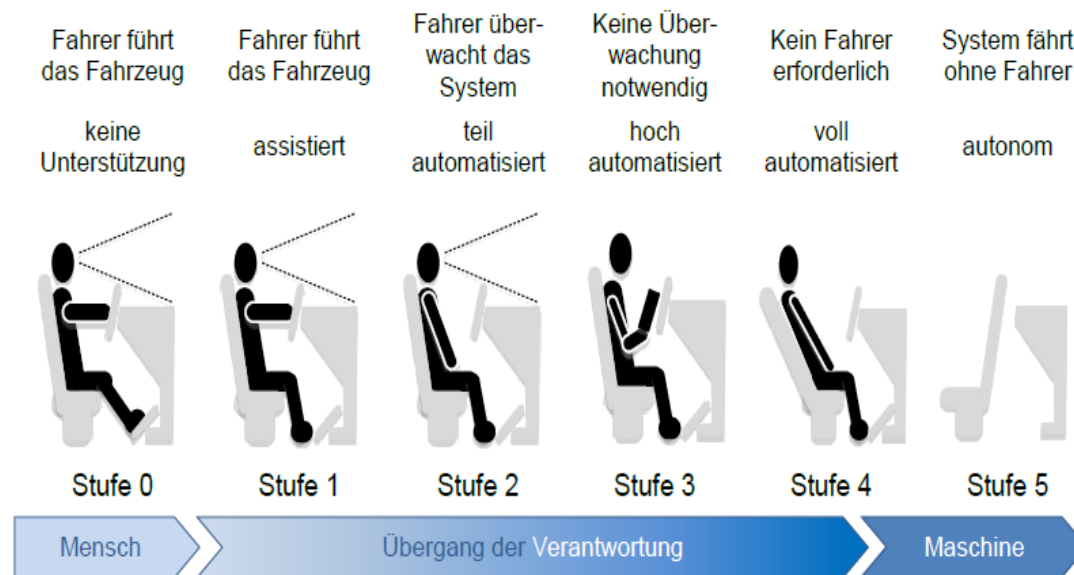 Fahrer führt
das Fahrzeug
Fahrer führt
das Fahrzeug
Fahrer über-
wacht das
System
Keine Über-
wachung
notwendig
Kein Fahrer
erforderlich
System fährt
ohne Fahrer
keine
Unterstützung
assistiert
teil
automatisiert
hoch
automatisiert
voll
automatisiert
autonom
Stufe 0
Stufe 1
Stufe 2
Stufe 3
Stufe 4
Stufe 5
Mensch
Übergang der Verantwortung
Maschine